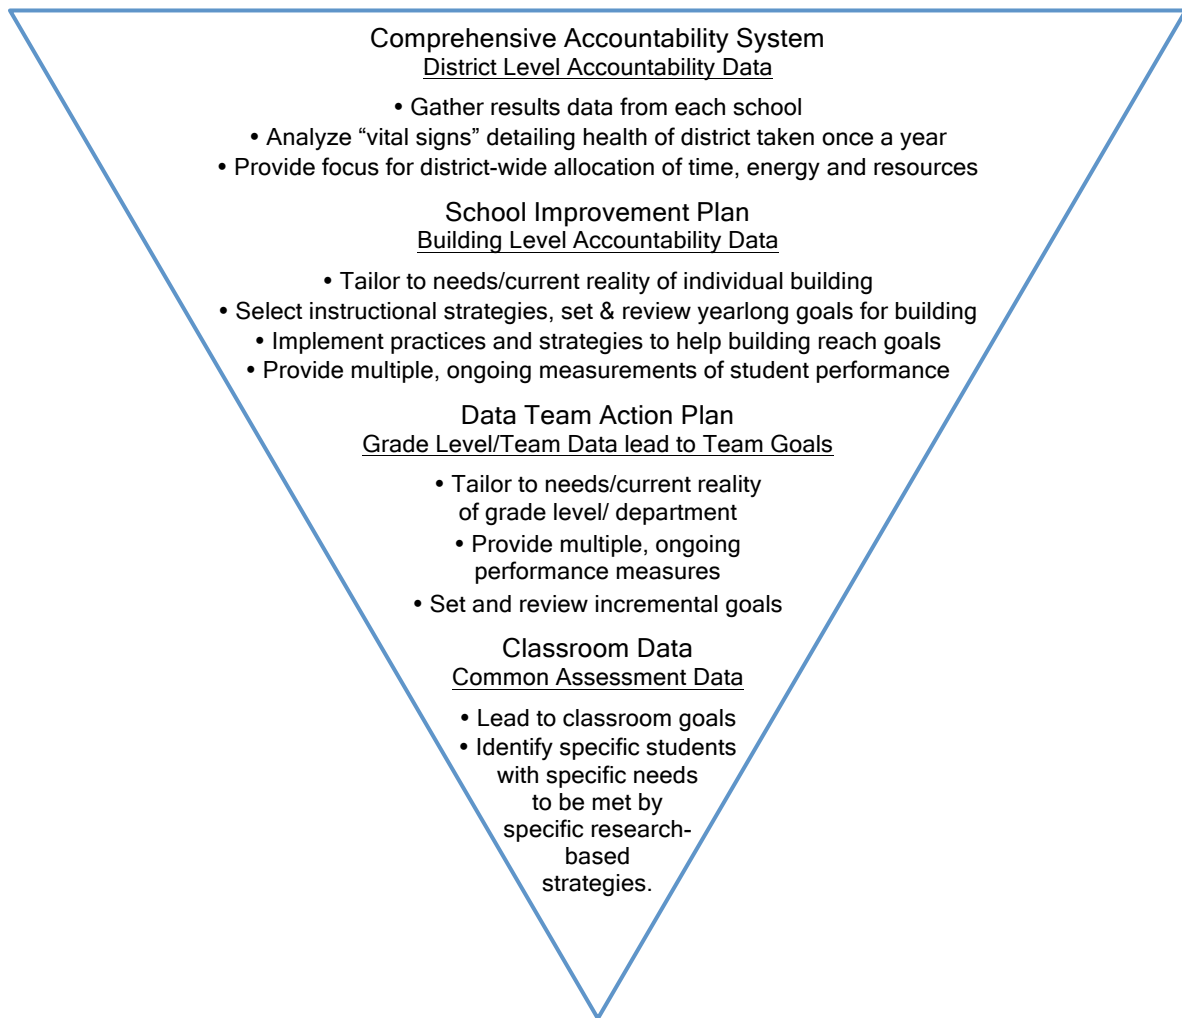 Comprehensive Accountability System
District Level Accountability Data
• Gather results data from each school
• Analyze “vital signs” detailing health of district taken once a year
• Provide focus for district-wide allocation of time, energy and resources
School Improvement Plan
Building Level Accountability Data
• Tailor to needs/current reality of individual building
• Select instructional strategies, set & review yearlong goals for building
• Implement practices and strategies to help building reach goals
• Provide multiple, ongoing measurements of student performance
Data Team Action Plan
Grade Level/Team Data lead to Team Goals
• Tailor to needs/current reality
of grade level/ department
• Provide multiple, ongoing
performance measures
• Set and review incremental goals
Classroom Data
Common Assessment Data
• Lead to classroom goals
• Identify specific students
with specific needs
to be met by
specific research-
based
strategies.